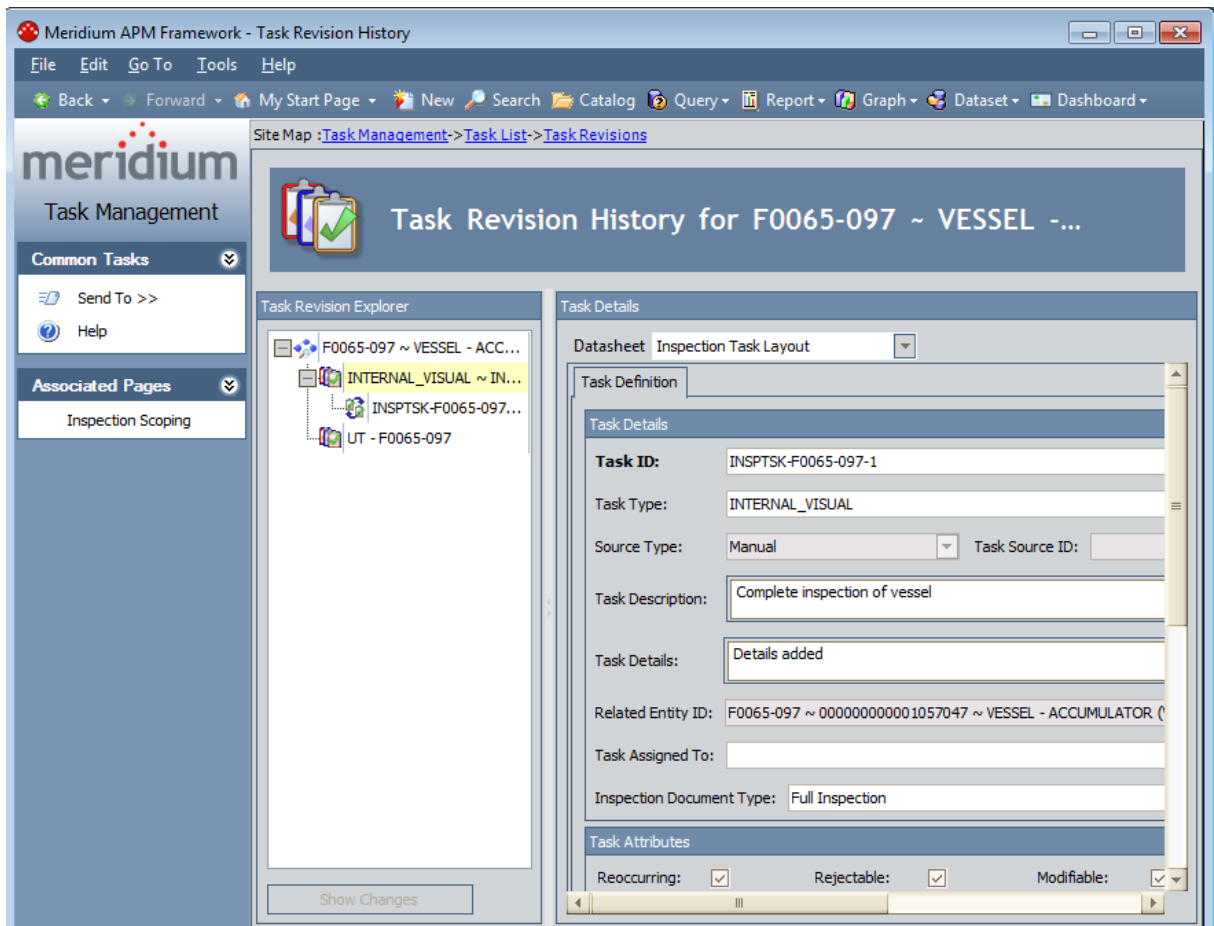 Meridium APM Framework - Task Revision History
File Edit Go To Tools Help
Back Forward My Start Page New Search Catalog Query Report Graph Dataset Dashboard
meridium
Task Management
Common Tasks
Send To >>
Help
Associated Pages
Inspection Scoping
Site Map :Task Management->Task List->Task Revisions
Task Revision History for F0065-097 ~ VESSEL -...
Task Revision Explorer
F0065-097 ~ VESSEL - ACC...
INTERNAL_VISUAL ~ IN...
INSPTSK-F0065-097...
UT - F0065-097
Show Changes
Task Details
Datasheet Inspection Task Layout
Task Definition
Task Details
Task ID: INSPTSK-F0065-097-1
Task Type: INTERNAL_VISUAL
Source Type: Manual Task Source ID:
Task Description: Complete inspection of vessel
Task Details: Details added
Related Entity ID: F0065-097 ~ 000000000001057047 ~ VESSEL - ACCUMULATOR (
Task Assigned To:
Inspection Document Type: Full Inspection
Task Attributes
Reoccurring: Rejectable: Modifiable: